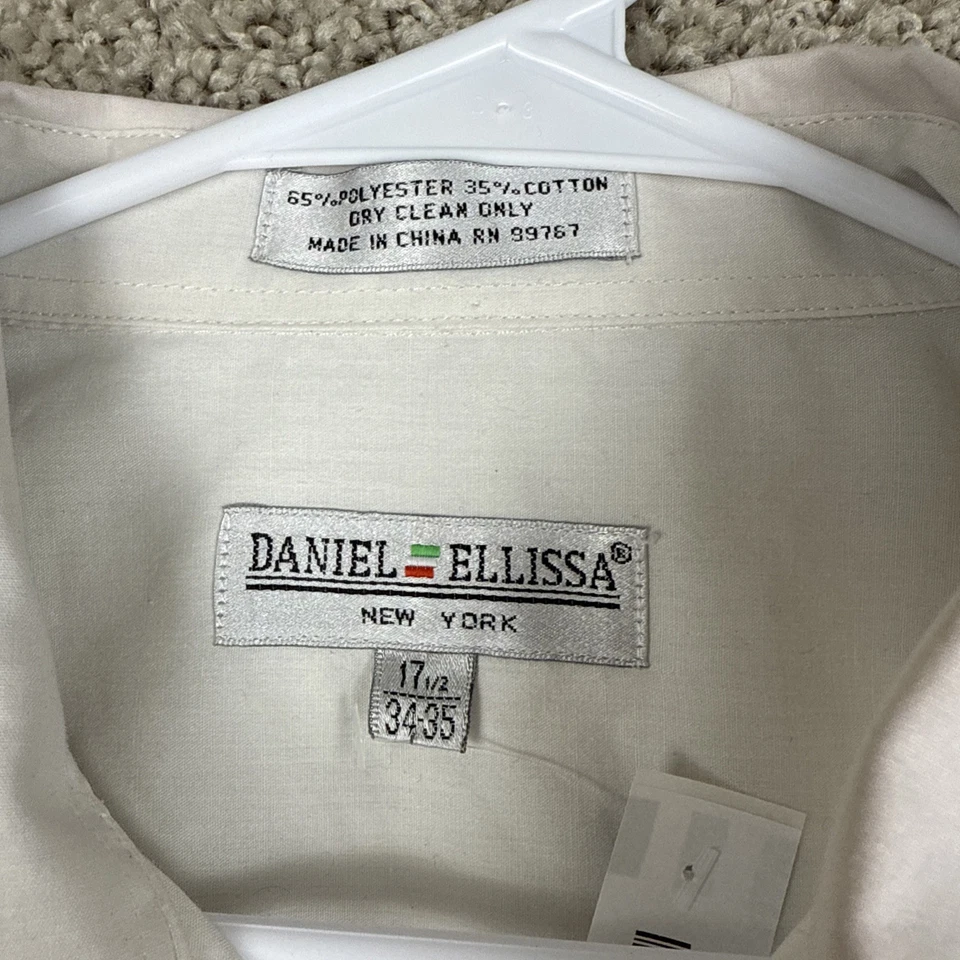 65%POLYESTER 35%COTTON
DRY CLEAN ONLY
MADE IN CHINA RN 99767
DANIEL ELLISSA®
NEW YORK
17 1/2
34-35